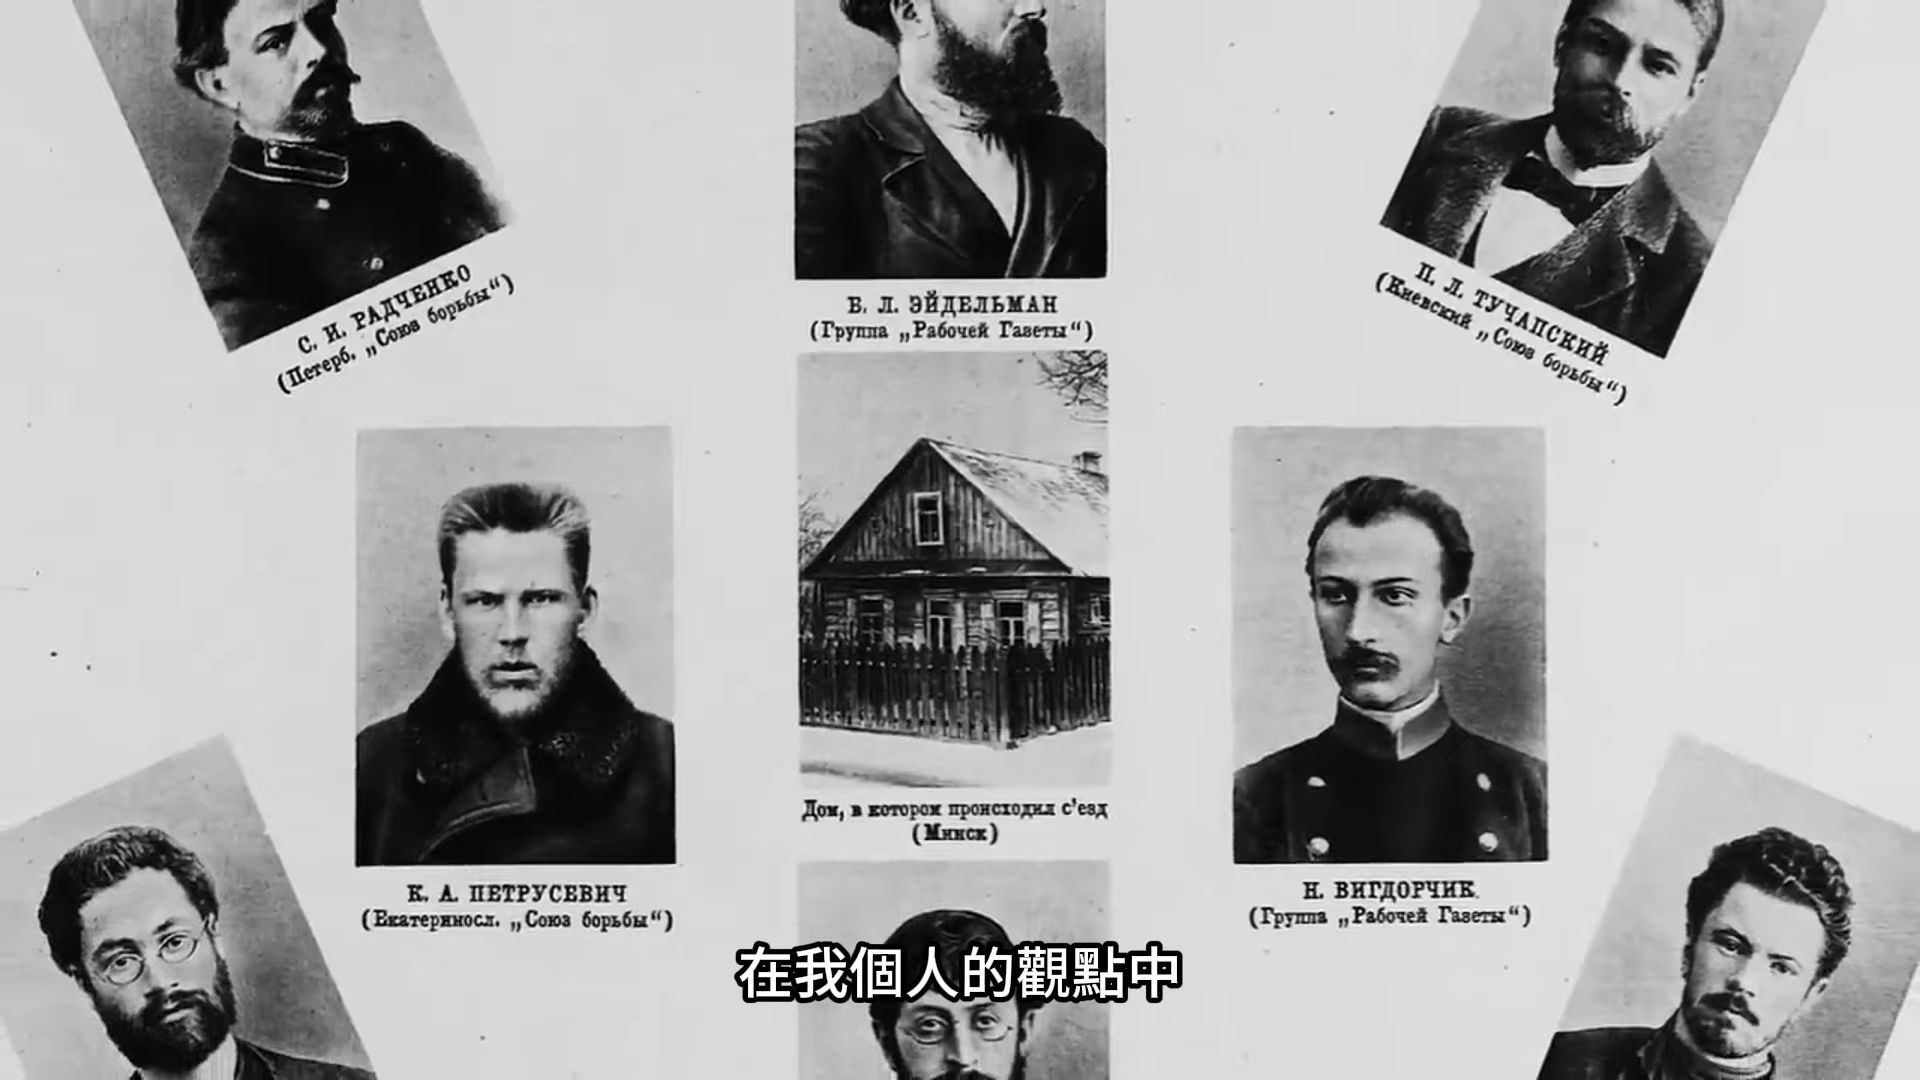 С. И. РАДЧЕНКО
(Петерб. „Союз борьбы“)
Б. Л. ЭЙДЕЛЬМАН
(Группа „Рабочей Газеты“)
П. Л. ТУЧАПСКИЙ
(Киевский „Союз борьбы“)
Дом, в котором происходил с'езд
(Минск)
К. А. ПЕТРУСЕВИЧ
(Екатериносл. „Союз борьбы“)
Н. ВИГДОРЧИК
(Группа „Рабочей Газеты“)
在我個人的觀點中